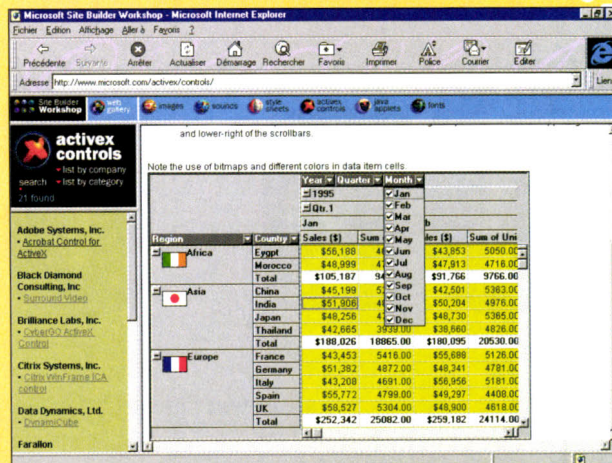 Microsoft Site Builder Workshop - Microsoft Internet Explorer
Fichier Edition Affichage Aller à Favoris ?
Précédente Suivante Arrêter Actualiser Démarrage Rechercher Favoris Imprimer Police Courrier Editer
Adresse http://www.microsoft.com/activex/controls/ Lien
Site Builder Workshop web gallery images sounds style sheets activex controls java applets fonts
activex controls
list by company
search list by category
21 found
Adobe Systems, Inc.
• Acrobat Control for ActiveX
Black Diamond Consulting, Inc
• Surround Video
Brilliance Labs, Inc.
• CyberGO ActiveX Control
Citrix Systems, Inc.
• Citrix WinFrame ICA control
Data Dynamics, Ltd.
• DynamiCube
Farallon
and lower-right of the scrollbars.
Note the use of bitmaps and different colors in data item cells.
Year Quarter Month
1995
Qtr.1
Jan b
Region Country Sales ($) Sum les ($) Sum of Uni
Jan
Feb
Mar
Apr
May
Jun
Jul
Aug
Sep
Oct
Nov
Dec
Africa Eygpt $56,188 $43,853 5050.00
Morocco $48,999 $47,913 4716.00
Total $105,187 $91,766 9766.00
Asia China $45,199 $42,501 5363.00
India $51,906 $50,204 4976.00
Japan $48,256 $48,730 5365.00
Thailand $42,665 3939.00 $38,660 4826.00
Total $188,026 18865.00 $180,095 20530.00
Europe France $43,453 5416.00 $55,688 5126.00
Germany $51,382 4872.00 $48,341 4781.00
Italy $43,208 4691.00 $56,956 5181.00
Spain $55,772 4799.00 $49,297 4408.00
UK $58,527 5304.00 $48,900 4618.00
Total $252,342 25082.00 $259,182 24114.00